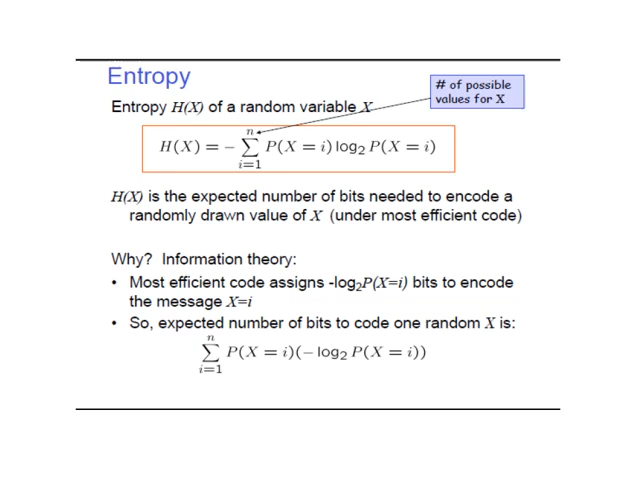 Entropy
# of possible
values for X
Entropy H(X) of a random variable X
H(X) = − ∑ᵢ₌₁ⁿ P(X = i) log₂ P(X = i)
H(X) is the expected number of bits needed to encode a
randomly drawn value of X (under most efficient code)
Why? Information theory:
• Most efficient code assigns -log₂P(X=i) bits to encode
the message X=i
• So, expected number of bits to code one random X is:
∑ᵢ₌₁ⁿ P(X = i)(− log₂ P(X = i))